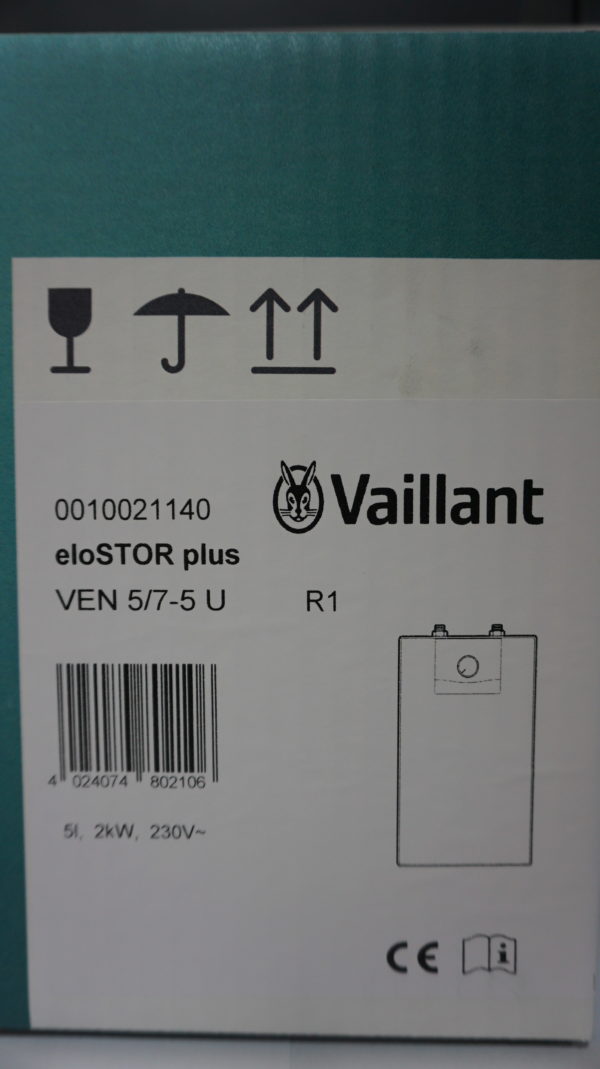 0010021140
Vaillant
eloSTOR plus
VEN 5/7-5 U
R1
4 024074 802106
5l, 2kW, 230V~
CE
i